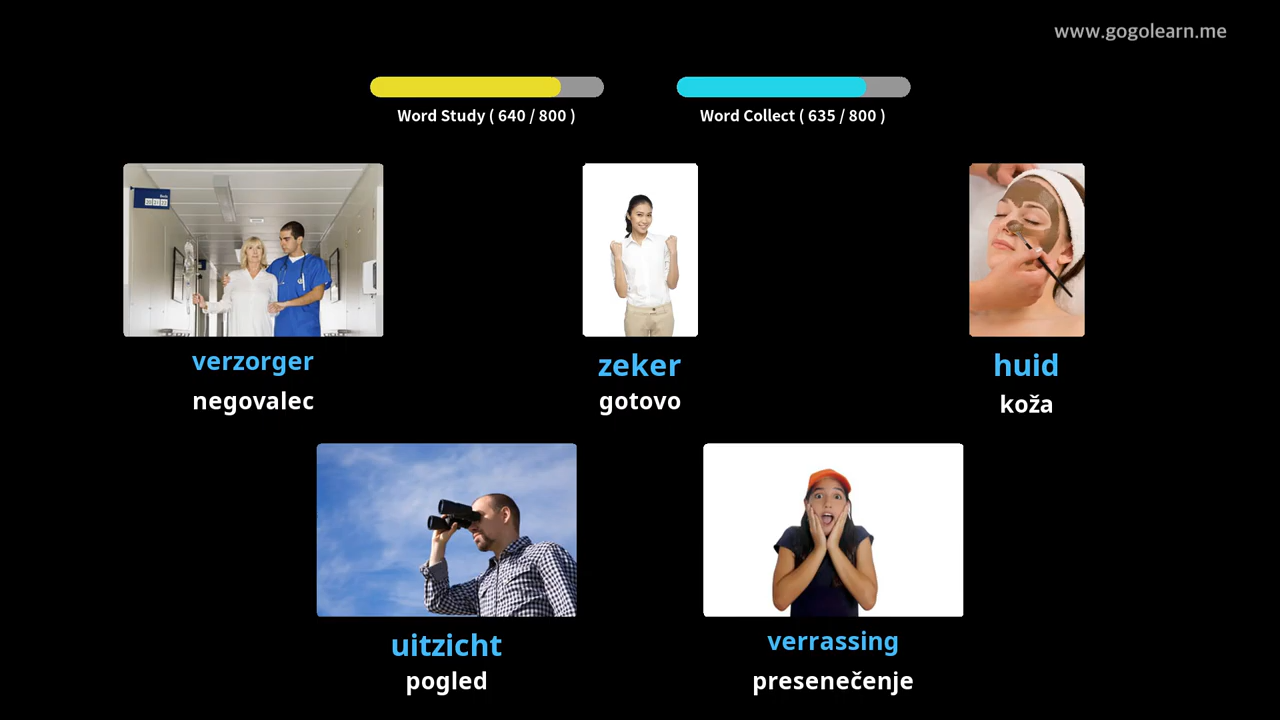 www.gogolearn.me
Word Study ( 640 / 800 )
Word Collect ( 635 / 800 )
verzorger
negovalec
zeker
gotovo
huid
koža
uitzicht
pogled
verrassing
presenečenje